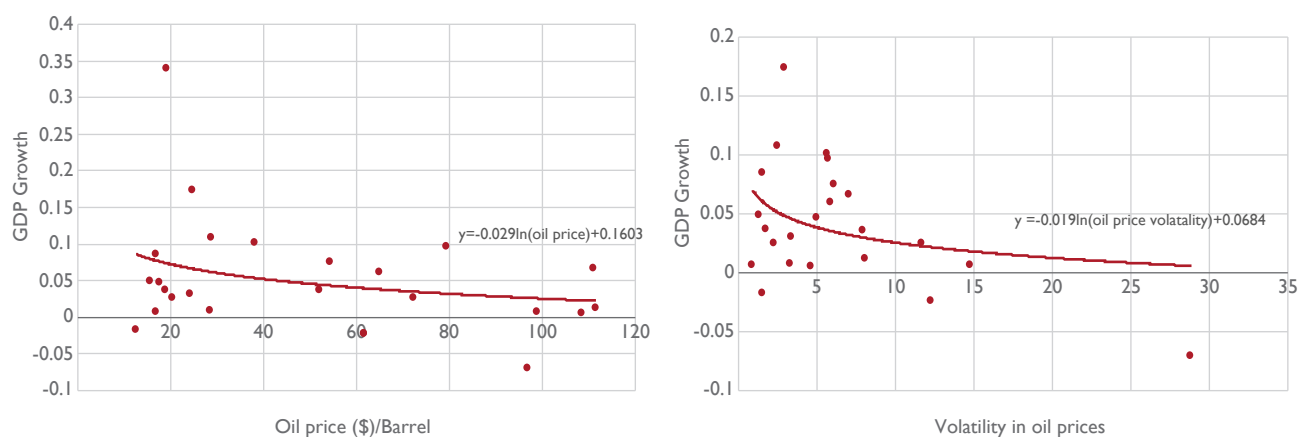 0.4
0.35
0.3
0.25
0.2
0.15
0.1
0.05
0
-0.05
-0.1
GDP Growth
y=-0.029ln(oil price)+0.1603
20 40 60 80 100 120
Oil price ($)/Barrel
0.2
0.15
0.1
0.05
0
-0.05
-0.1
GDP Growth
y =-0.019ln(oil price volatality)+0.0684
5 10 15 20 25 30 35
Volatility in oil prices